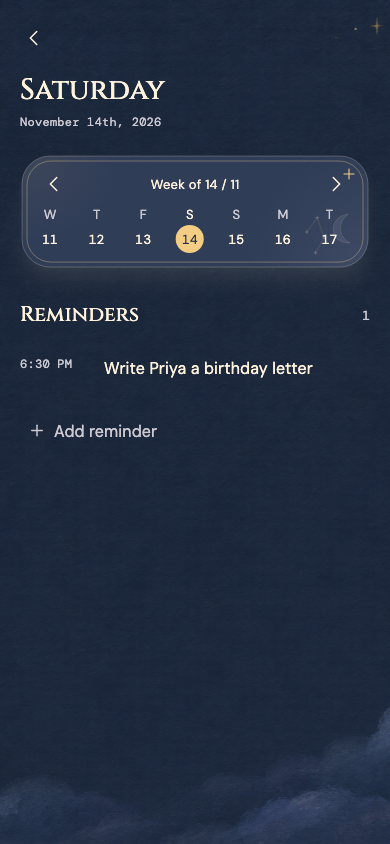 Saturday
November 14th, 2026
Week of 14 / 11
W T F S S M T
11 12 13 14 15 16 17
Reminders 1
6:30 PM Write Priya a birthday letter
+ Add reminder